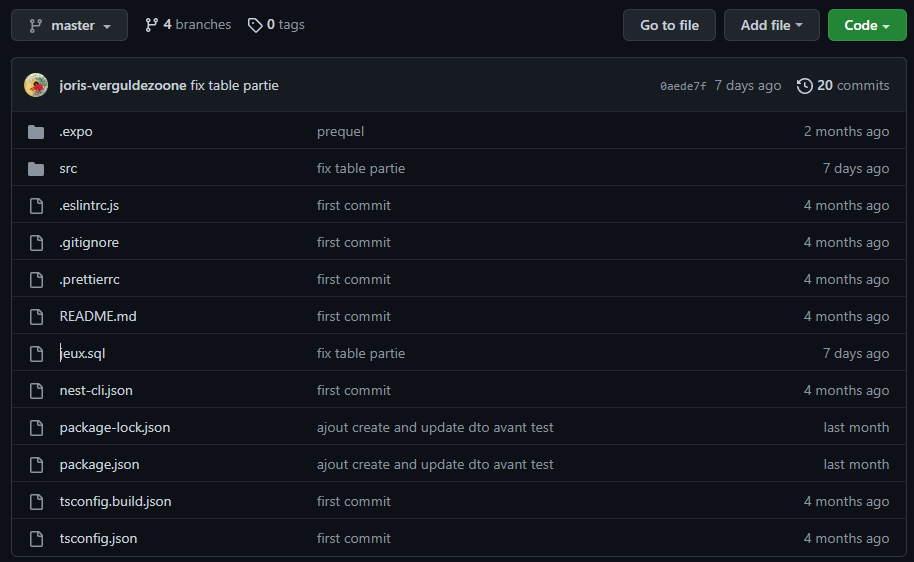 master 4 branches 0 tags Go to file Add file Code
joris-verguldezoone fix table partie 0aede7f 7 days ago 20 commits
.expo prequel 2 months ago
src fix table partie 7 days ago
.eslintrc.js first commit 4 months ago
.gitignore first commit 4 months ago
.prettierrc first commit 4 months ago
README.md first commit 4 months ago
jeux.sql fix table partie 7 days ago
nest-cli.json first commit 4 months ago
package-lock.json ajout create and update dto avant test last month
package.json ajout create and update dto avant test last month
tsconfig.build.json first commit 4 months ago
tsconfig.json first commit 4 months ago